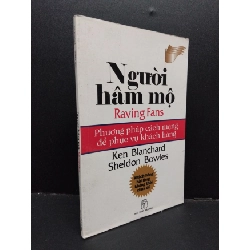 Người
hâm mộ
Raving Fans
Phương pháp cách mạng
để phục vụ khách hàng
Ken Blanchard
Sheldon Bowles